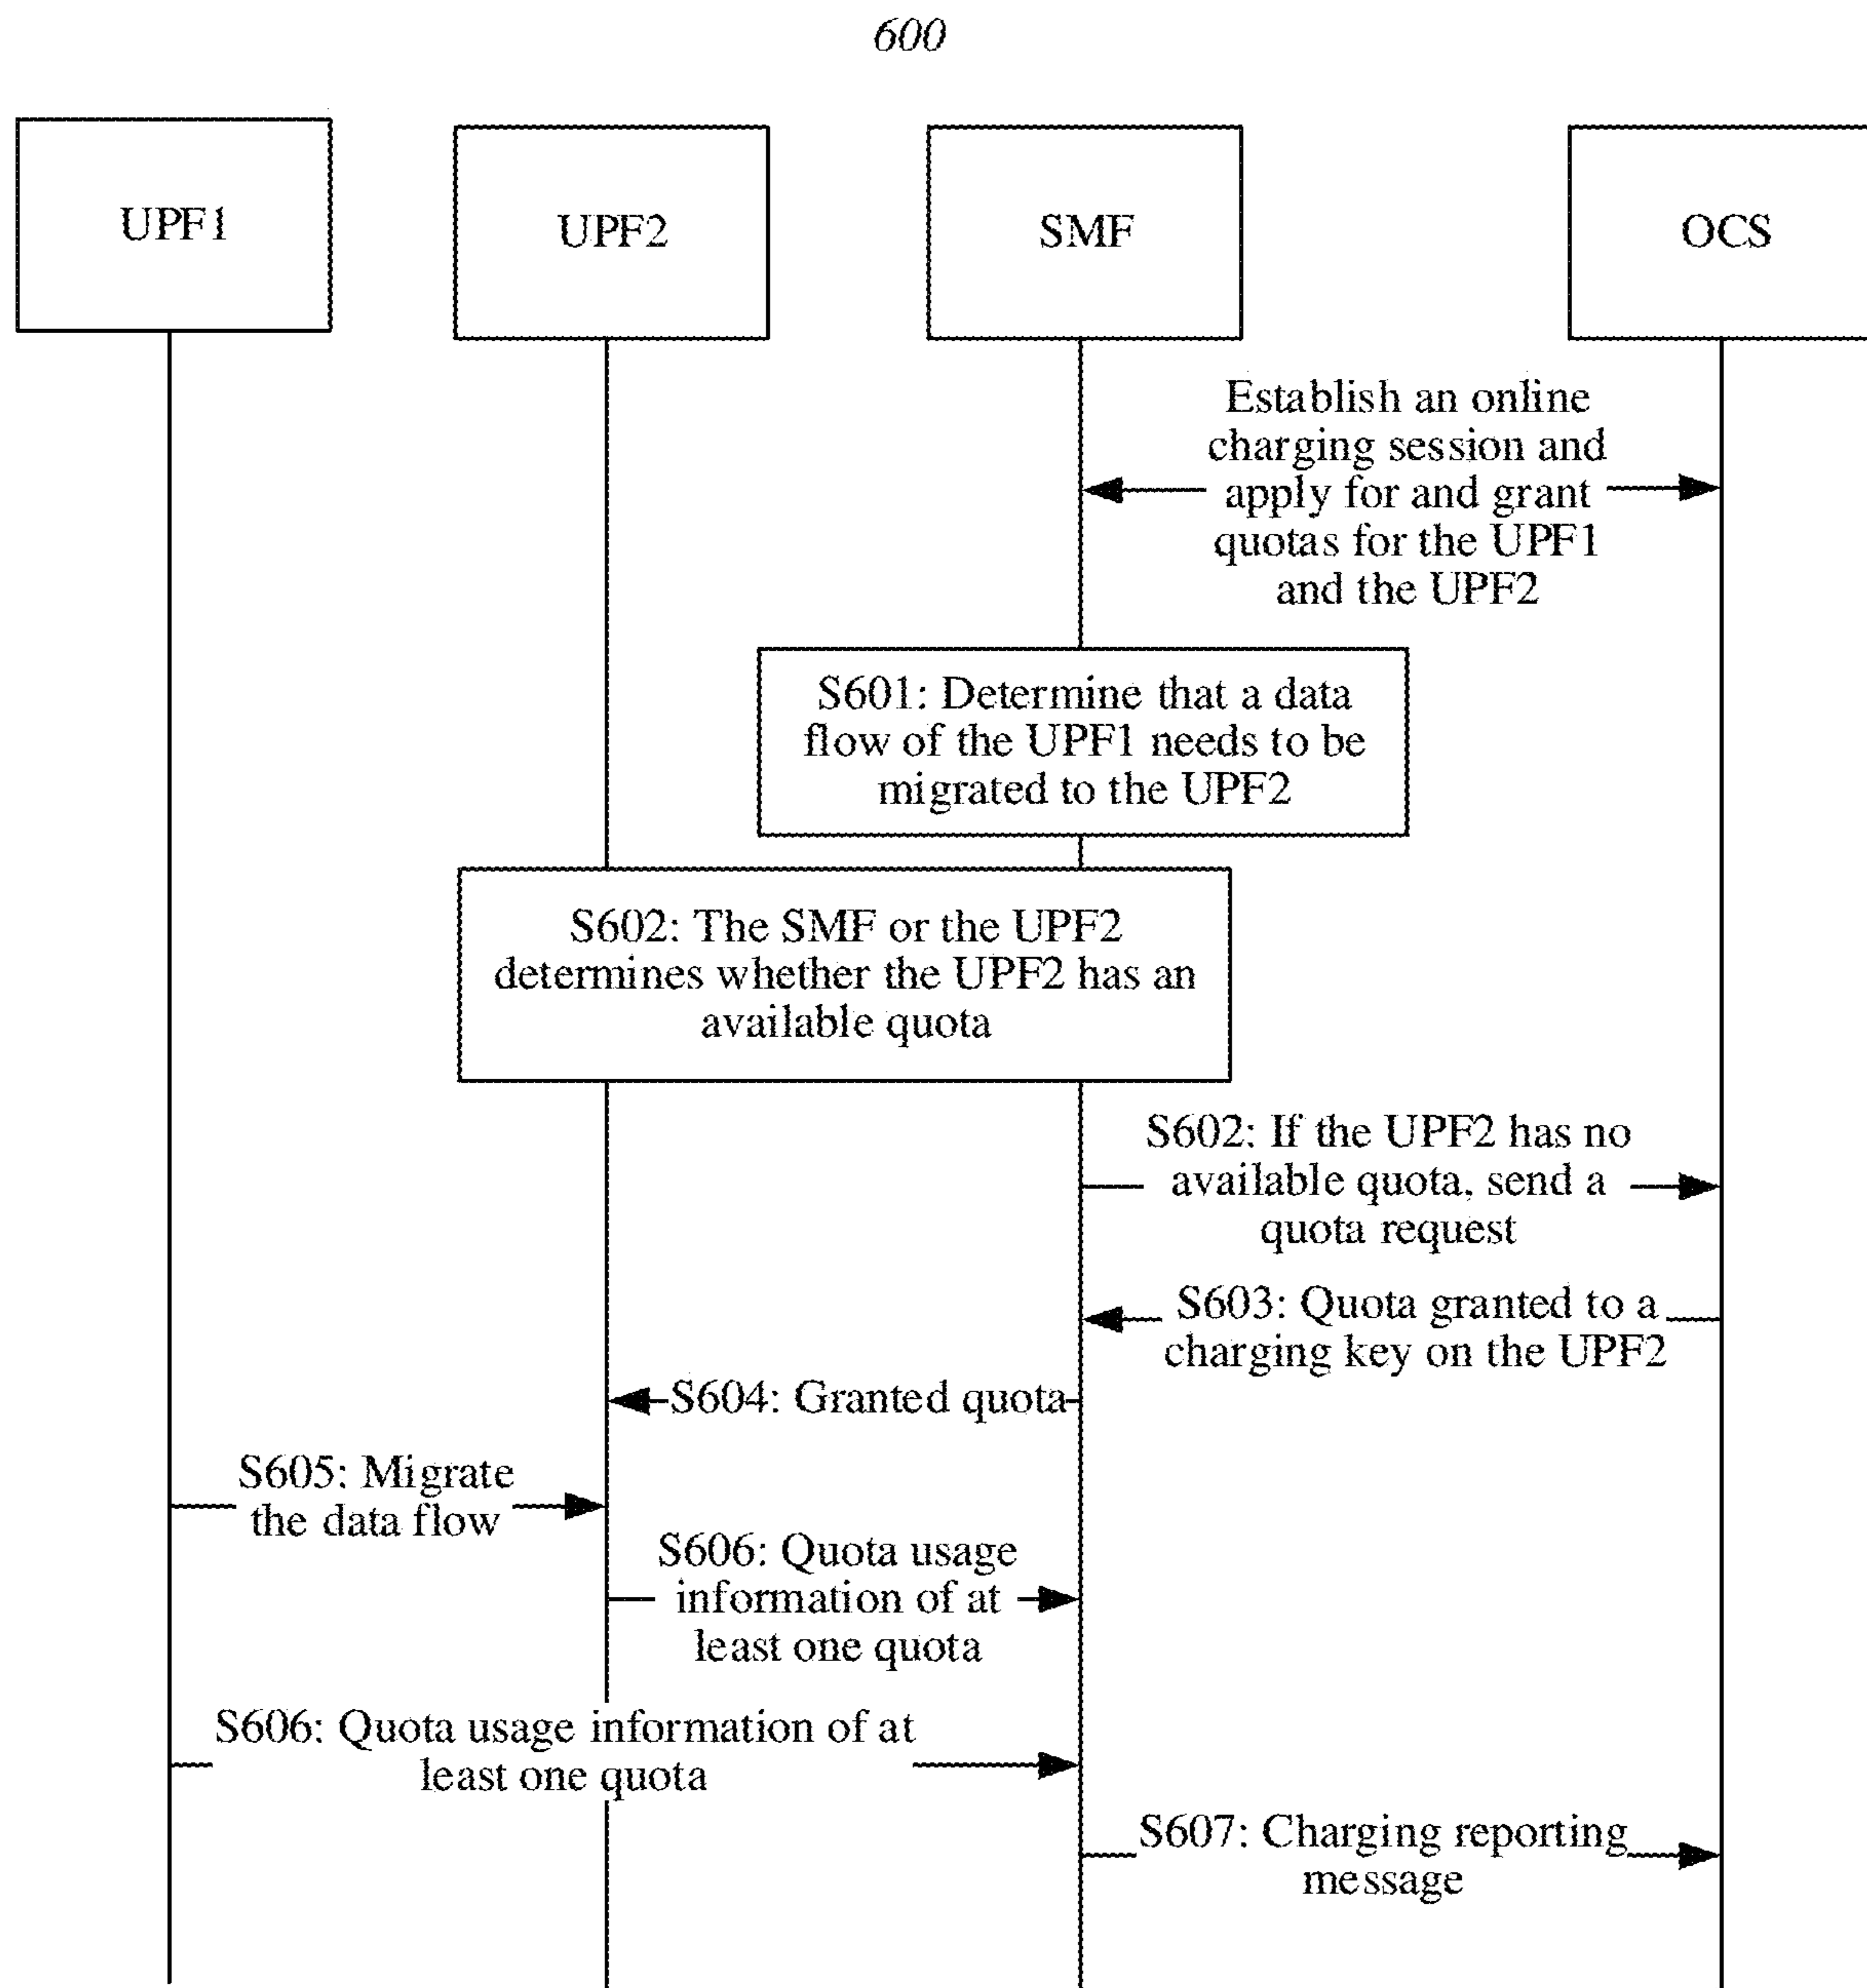 600
UPF1
UPF2
SMF
OCS
Establish an online
charging session and
apply for and grant
quotas for the UPF1
and the UPF2
S601: Determine that a data
flow of the UPF1 needs to be
migrated to the UPF2
S602: The SMF or the UPF2
determines whether the UPF2 has an
available quota
S602: If the UPF2 has no
available quota, send a
quota request
S603: Quota granted to a
charging key on the UPF2
S604: Granted quota
S605: Migrate
the data flow
S606: Quota usage
information of at
least one quota
S606: Quota usage information of at
least one quota
S607: Charging reporting
message